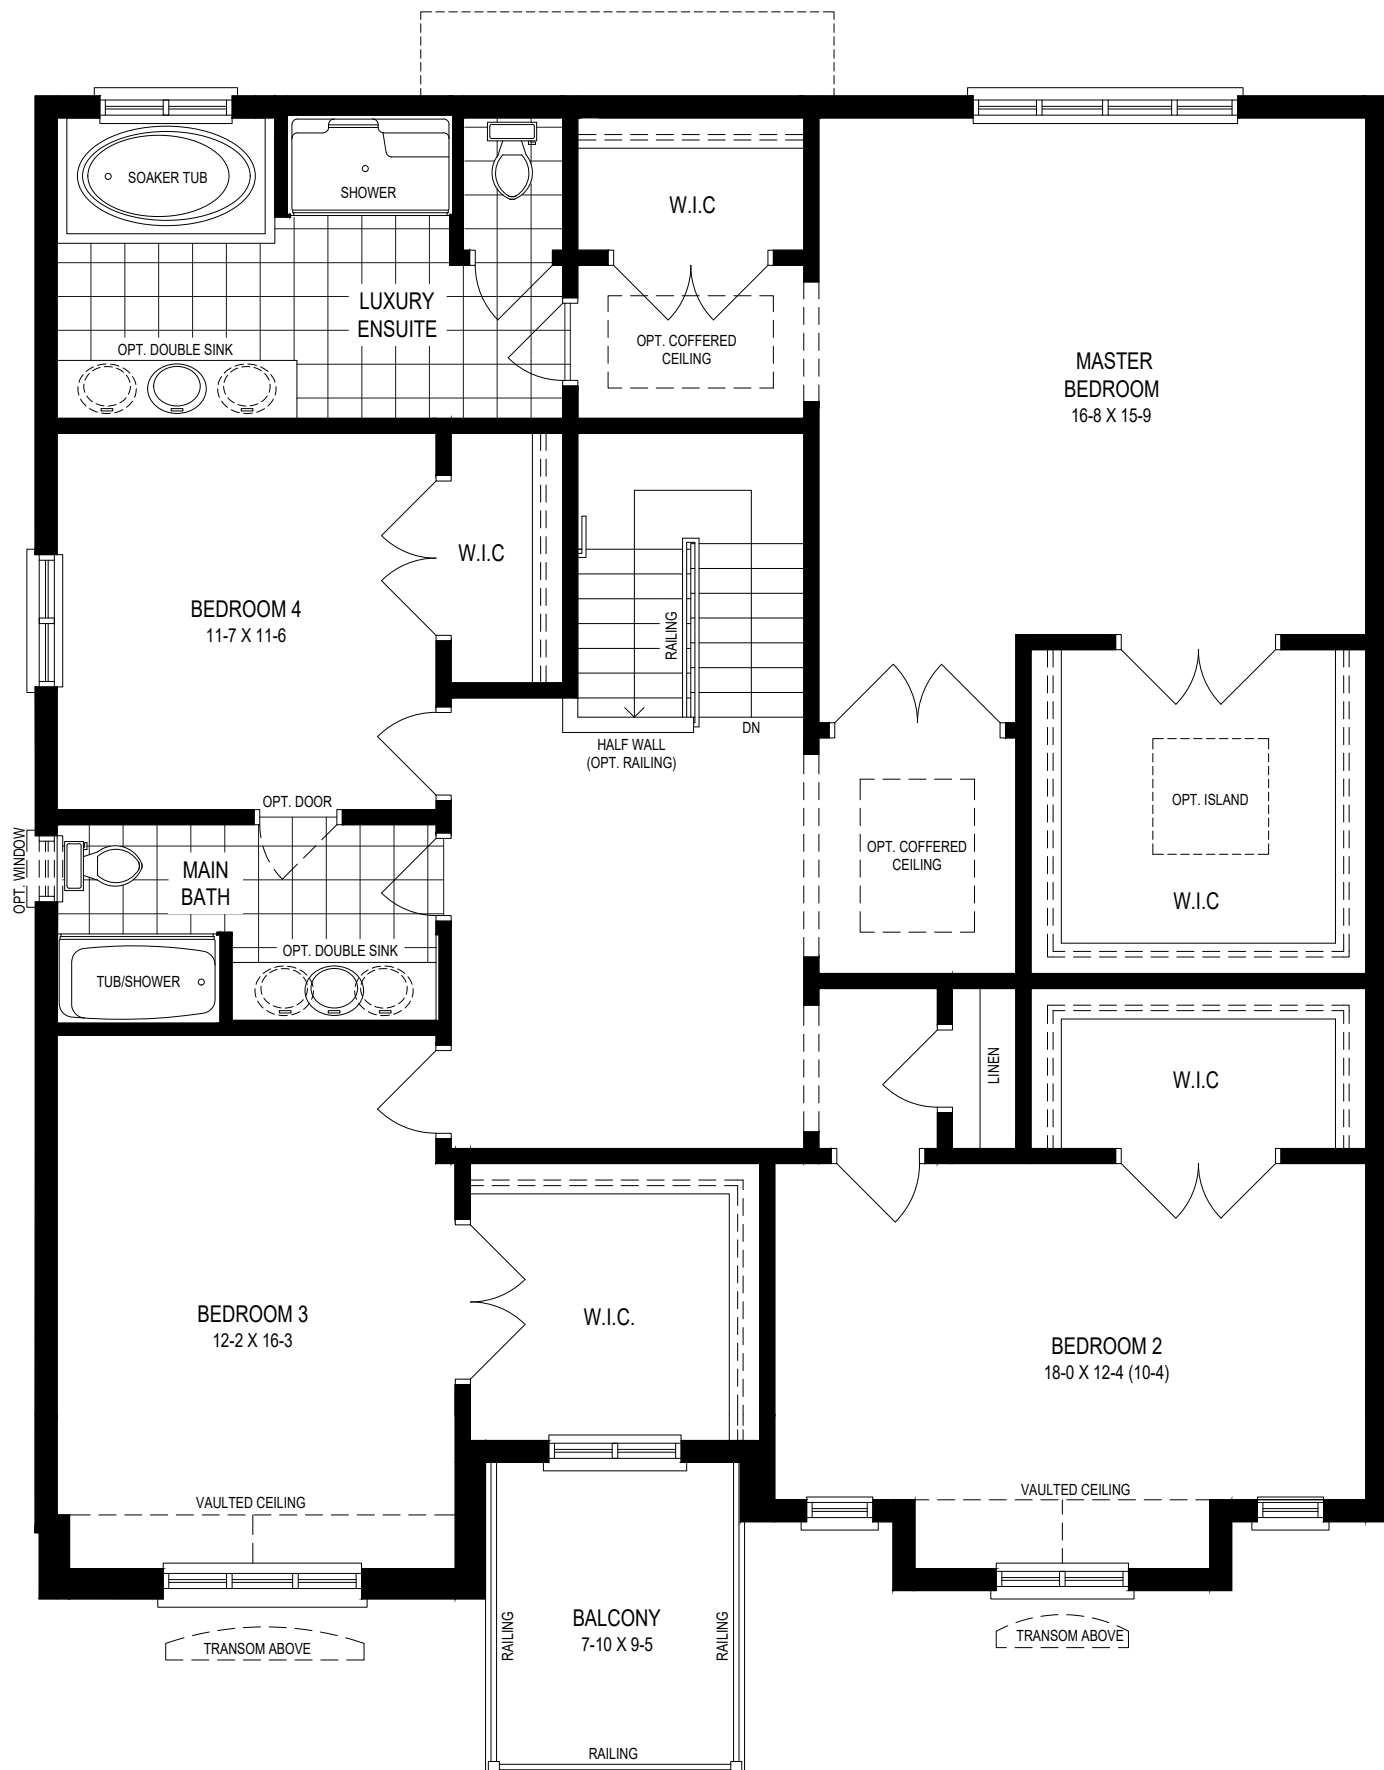 SOAKER TUB
SHOWER
W.I.C
LUXURY
ENSUITE
OPT. DOUBLE SINK
OPT. COFFERED
CEILING
MASTER
BEDROOM
16-8 X 15-9
W.I.C
BEDROOM 4
11-7 X 11-6
RAILING
DN
HALF WALL
(OPT. RAILING)
OPT. DOOR
OPT. ISLAND
W.I.C
OPT. COFFERED
CEILING
OPT. WINDOW
MAIN
BATH
OPT. DOUBLE SINK
TUB/SHOWER
LINEN
W.I.C
BEDROOM 3
12-2 X 16-3
W.I.C.
BEDROOM 2
18-0 X 12-4 (10-4)
VAULTED CEILING
VAULTED CEILING
TRANSOM ABOVE
RAILING
BALCONY
7-10 X 9-5
RAILING
TRANSOM ABOVE
RAILING